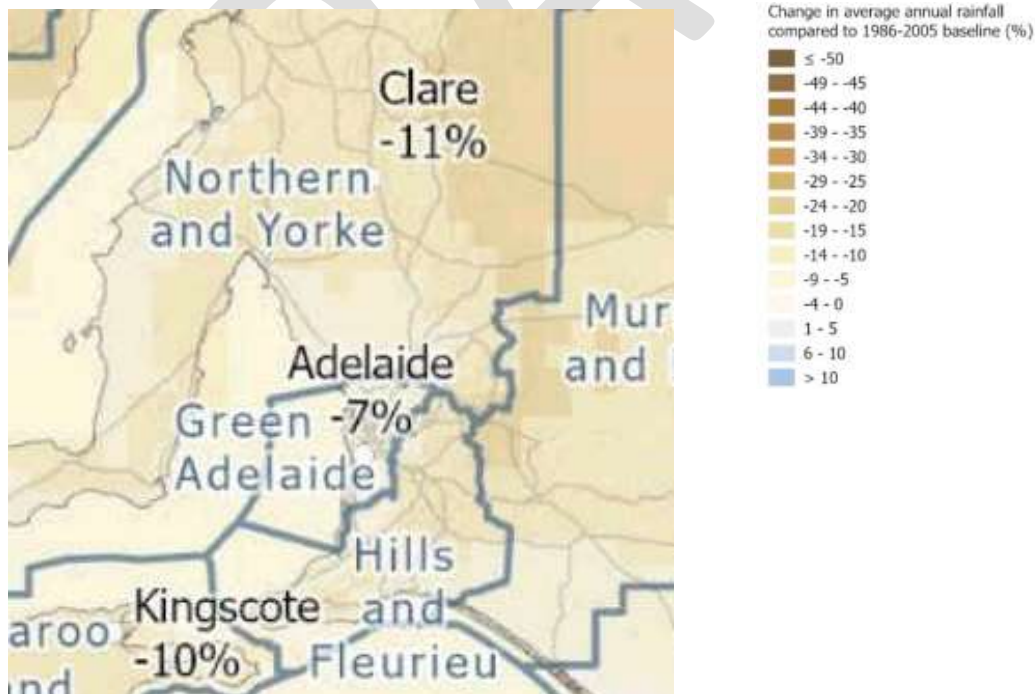 Change in average annual rainfall
compared to 1986-2005 baseline (%)
≤ -50
-49 - -45
-44 - -40
-39 - -35
-34 - -30
-29 - -25
-24 - -20
-19 - -15
-14 - -10
-9 - -5
-4 - 0
1 - 5
6 - 10
> 10
Clare
-11%
Northern
and Yorke
Mur
and
Adelaide
-7%
Green
Adelaide
Hills
and
Fleurieu
Kingscote
-10%
aroo
nd